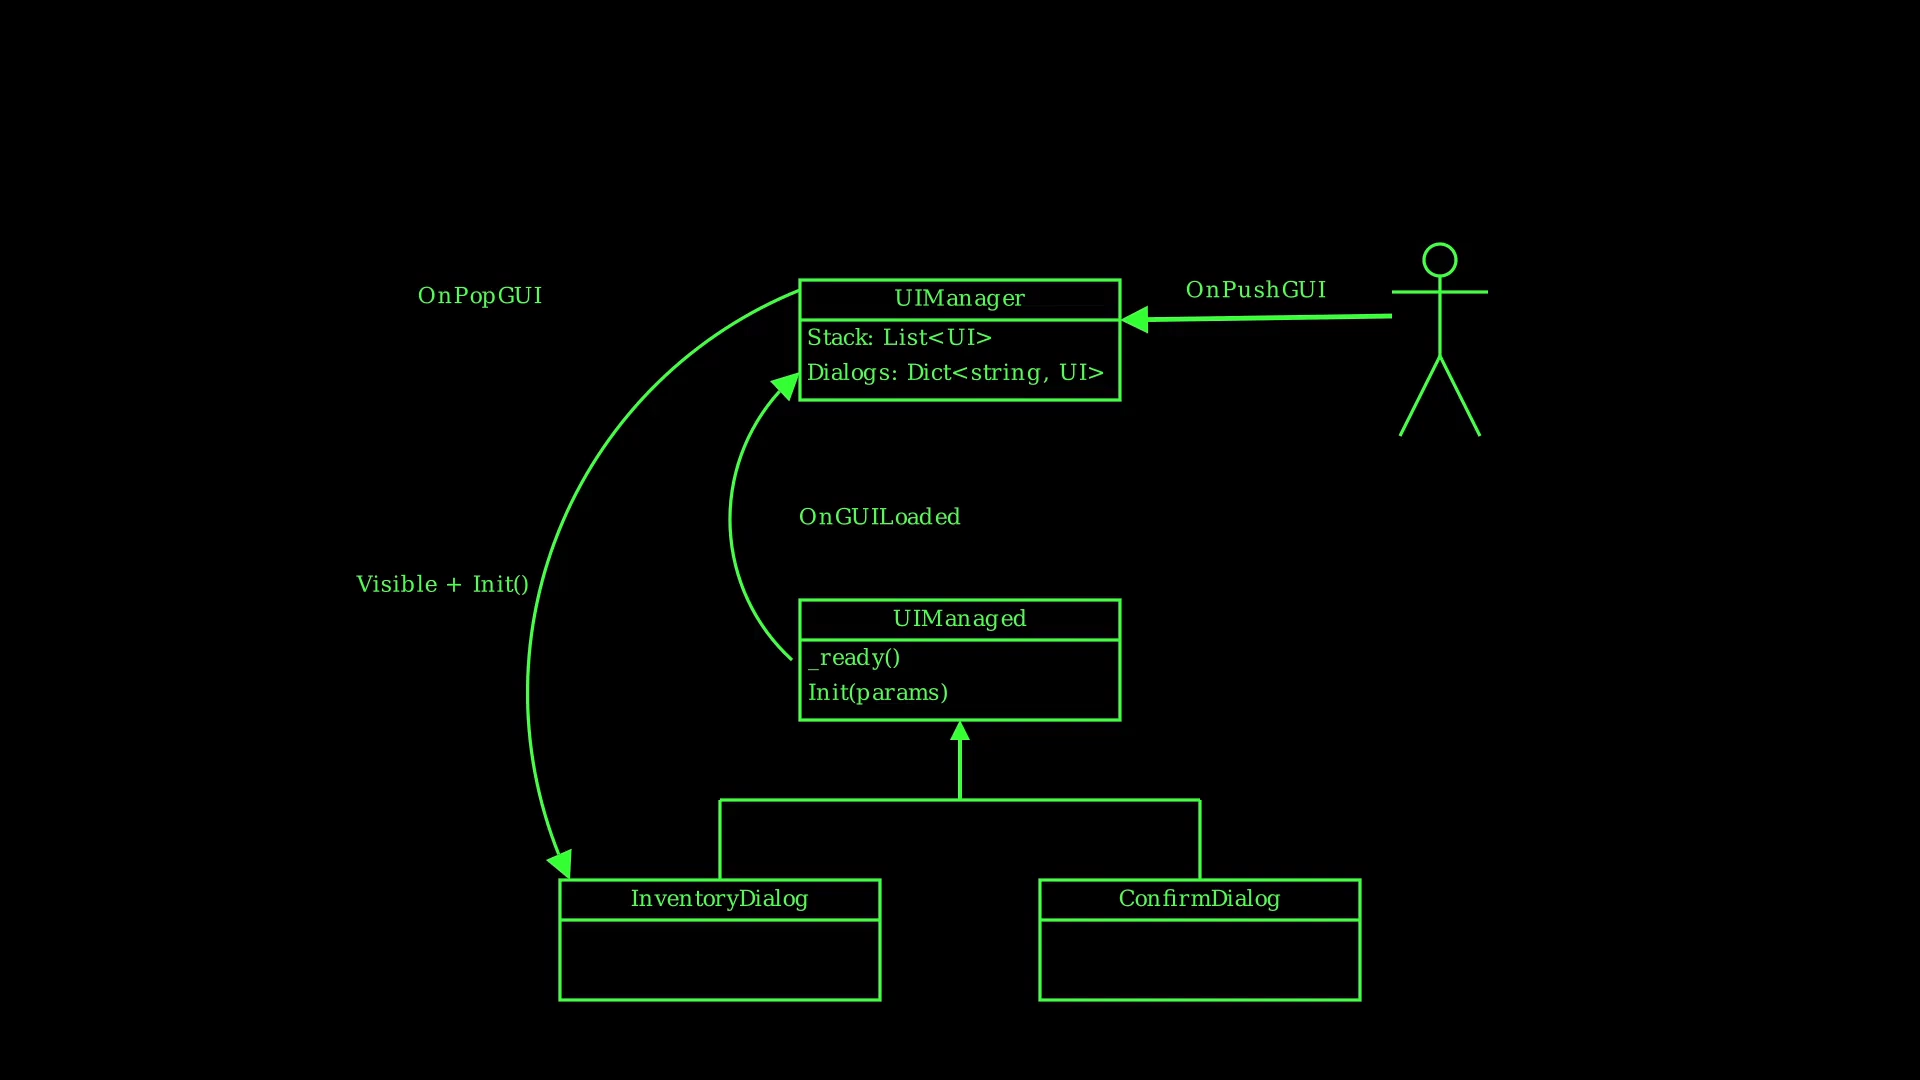 OnPopGUI
UIManager
Stack: List<UI>
Dialogs: Dict<string, UI>
OnPushGUI
OnGUILoaded
Visible + Init()
UIManaged
_ready()
Init(params)
InventoryDialog
ConfirmDialog